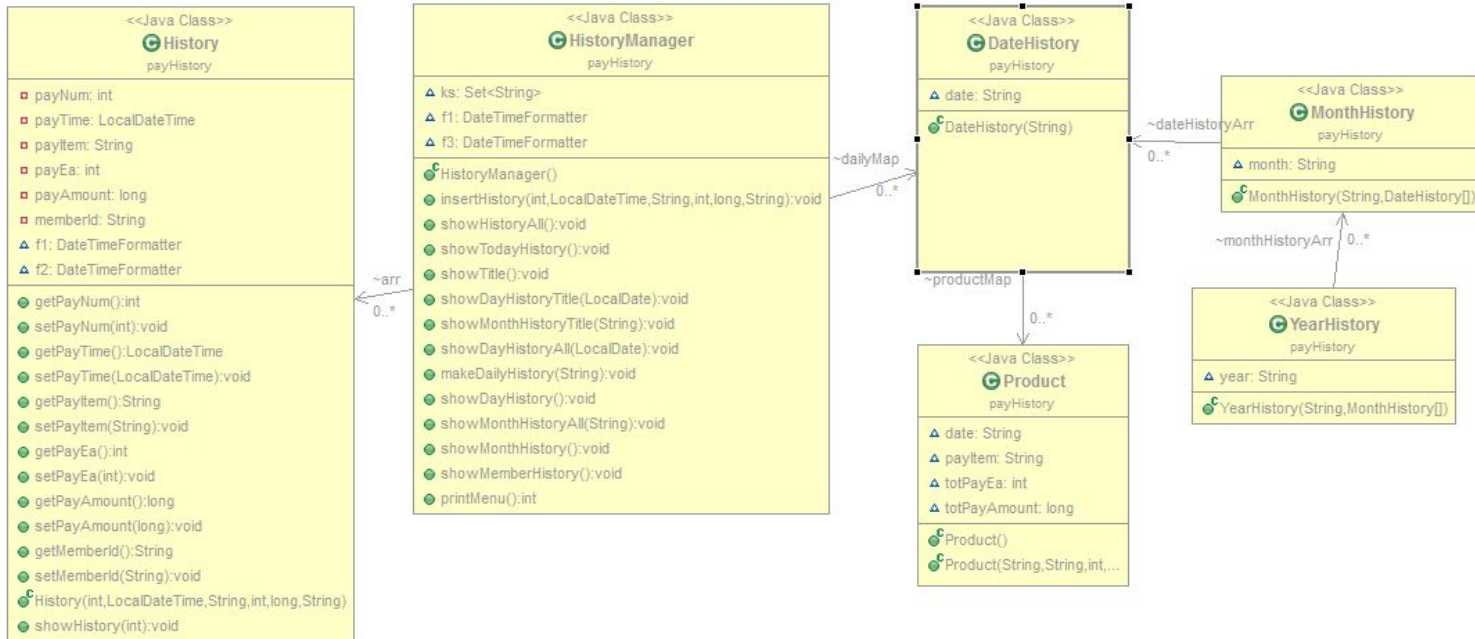 <<Java Class>>
History
payHistory
payNum: int
payTime: LocalDateTime
payItem: String
payEa: int
payAmount: long
memberId: String
f1: DateTimeFormatter
f2: DateTimeFormatter
getPayNum():int
setPayNum(int):void
getPayTime():LocalDateTime
setPayTime(LocalDateTime):void
getPayItem():String
setPayItem(String):void
getPayEa():int
setPayEa(int):void
getPayAmount():long
setPayAmount(long):void
getMemberId():String
setMemberId(String):void
History(int,LocalDateTime,String,int,long,String)
showHistory(int):void
~arr
0..*
<<Java Class>>
HistoryManager
payHistory
ks: Set<String>
f1: DateTimeFormatter
f3: DateTimeFormatter
HistoryManager()
insertHistory(int,LocalDateTime,String,int,long,String):void
showHistoryAll():void
showTodayHistory():void
showTitle():void
showDayHistoryTitle(LocalDate):void
showMonthHistoryTitle(String):void
showDayHistoryAll(LocalDate):void
makeDailyHistory(String):void
showDayHistory():void
showMonthHistoryAll(String):void
showMonthHistory():void
showMemberHistory():void
printMenu():int
~dailyMap
0..*
<<Java Class>>
DateHistory
payHistory
date: String
DateHistory(String)
~productMap
0..*
<<Java Class>>
Product
payHistory
date: String
payItem: String
totPayEa: int
totPayAmount: long
Product()
Product(String,String,int,...
~dateHistoryArr
0..*
<<Java Class>>
MonthHistory
payHistory
month: String
MonthHistory(String,DateHistory[])
~monthHistoryArr
0..*
<<Java Class>>
YearHistory
payHistory
year: String
YearHistory(String,MonthHistory[])